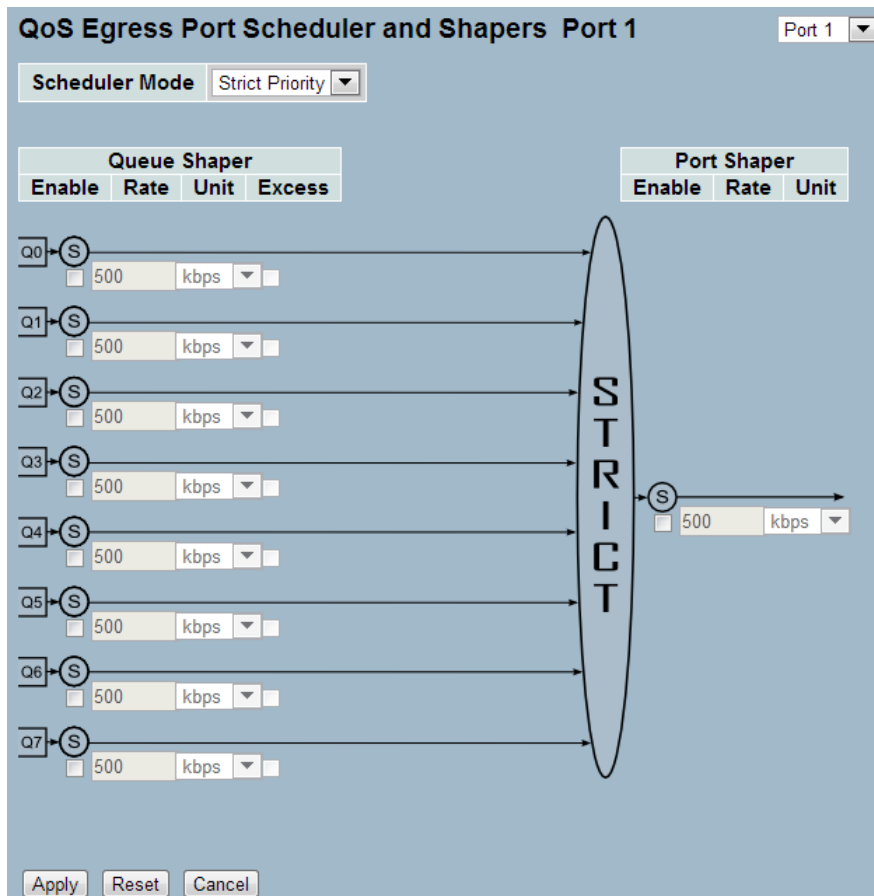 QoS Egress Port Scheduler and Shapers Port 1
Port 1
Scheduler Mode Strict Priority
Queue Shaper
Enable Rate Unit Excess
Port Shaper
Enable Rate Unit
Q0 S
500 kbps
Q1 S
500 kbps
Q2 S
500 kbps
Q3 S
500 kbps
Q4 S
500 kbps
Q5 S
500 kbps
Q6 S
500 kbps
Q7 S
500 kbps
STRICT
S
500 kbps
Apply Reset Cancel